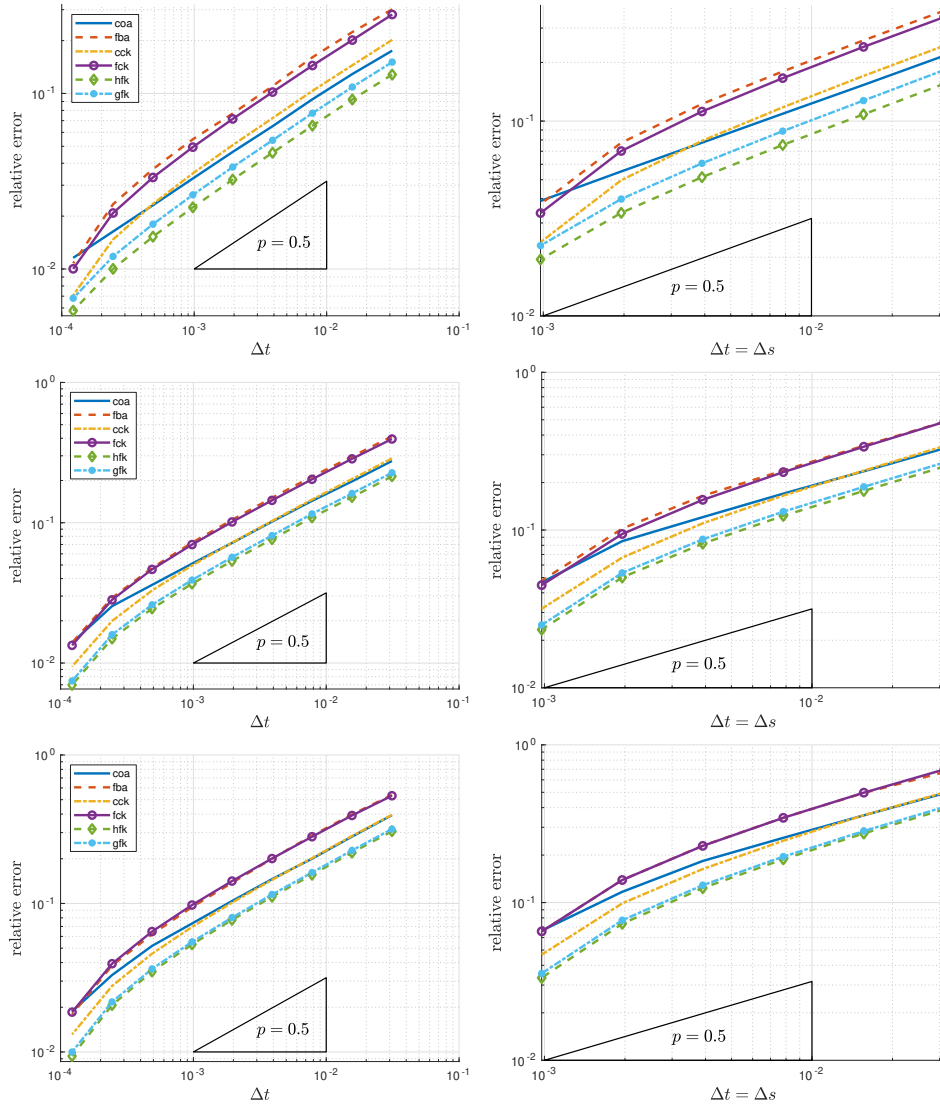 coa
fba
cck
fck
hfk
gfk
relative error
10^-1
10^-2
p = 0.5
10^-4
10^-3
10^-2
10^-1
Δt
relative error
10^-1
10^-2
p = 0.5
10^-3
10^-2
Δt = Δs
coa
fba
cck
fck
hfk
gfk
relative error
10^0
10^-1
10^-2
p = 0.5
10^-4
10^-3
10^-2
10^-1
Δt
relative error
10^0
10^-1
10^-2
p = 0.5
10^-3
10^-2
Δt = Δs
coa
fba
cck
fck
hfk
gfk
relative error
10^0
10^-1
10^-2
p = 0.5
10^-4
10^-3
10^-2
10^-1
Δt
relative error
10^0
10^-1
10^-2
p = 0.5
10^-3
10^-2
Δt = Δs